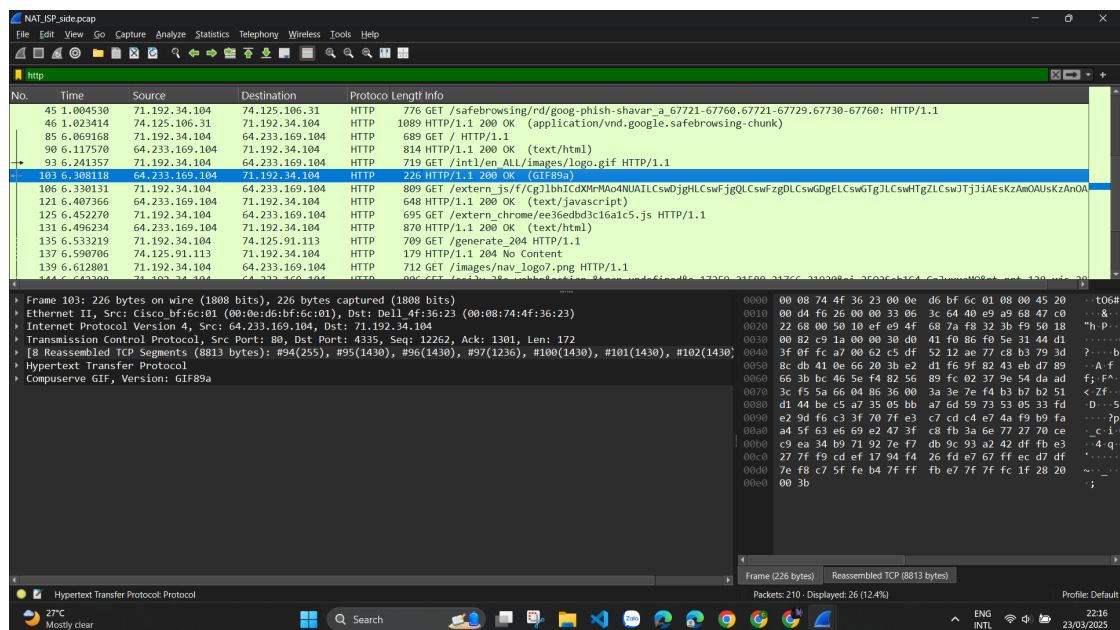 NAT_ISP_side.pcap
File Edit View Go Capture Analyze Statistics Telephony Wireless Tools Help
http
No. Time Source Destination Protoco Length Info
45 1.004530 71.192.34.104 74.125.106.31 HTTP 776 GET /safebrowsing/rd/goog-phish-shavar_a_67721-67760.67721-67729.67730-67760: HTTP/1.1
46 1.023414 74.125.106.31 71.192.34.104 HTTP 1089 HTTP/1.1 200 OK (application/vnd.google.safebrowsing-chunk)
85 6.069168 71.192.34.104 64.233.169.104 HTTP 689 GET / HTTP/1.1
90 6.117570 64.233.169.104 71.192.34.104 HTTP 814 HTTP/1.1 200 OK (text/html)
93 6.241357 71.192.34.104 64.233.169.104 HTTP 719 GET /intl/en_ALL/images/logo.gif HTTP/1.1
103 6.308118 64.233.169.104 71.192.34.104 HTTP 226 HTTP/1.1 200 OK (GIF89a)
106 6.330131 71.192.34.104 64.233.169.104 HTTP 809 GET
121 6.407366 64.233.169.104 71.192.34.104 HTTP 648 HTTP/1.1 200 OK (text/javascript)
125 6.452270 71.192.34.104 64.233.169.104 HTTP 695 GET /extern_chrome/ee36edbd3c16a1c5.js HTTP/1.1
131 6.496234 64.233.169.104 71.192.34.104 HTTP 870 HTTP/1.1 200 OK (text/html)
135 6.533219 71.192.34.104 74.125.91.113 HTTP 709 GET /generate_204 HTTP/1.1
137 6.590706 74.125.91.113 71.192.34.104 HTTP 179 HTTP/1.1 204 No Content
139 6.612801 71.192.34.104 64.233.169.104 HTTP 712 GET /images/nav_logo7.png HTTP/1.1
Frame 103: 226 bytes on wire (1808 bits), 226 bytes captured (1808 bits)
Ethernet II, Src: Cisco_bf:6c:01 (00:0e:d6:bf:6c:01), Dst: Dell_4f:36:23 (00:08:74:4f:36:23)
Internet Protocol Version 4, Src: 64.233.169.104, Dst: 71.192.34.104
Transmission Control Protocol, Src Port: 80, Dst Port: 4335, Seq: 12262, Ack: 1301, Len: 172
[8 Reassembled TCP Segments (8813 bytes): #94(255), #95(1430), #96(1430), #97(1236), #100(1430), #101(1430), #102(1430)
Hypertext Transfer Protocol
Compuserve GIF, Version: GIF89a
0000 00 08 74 4f 36 23 00 0e d6 bf 6c 01 08 00 45 20 ··tO6#
0010 00 d4 f6 26 00 00 33 06 3c 64 40 e9 a9 68 47 c0 ···&··
0020 22 68 00 50 10 ef e9 4f 68 7a f8 32 3b f9 50 18 "h·P··
0030 00 82 c9 1a 00 00 30 d0 41 f0 86 f0 5e 31 44 d1
0040 3f 0f fc a7 00 62 c5 df 52 12 ae 77 c8 b3 79 3d ?····b
0050 8c db 41 0e 66 20 3b e2 d1 f6 9f 82 43 eb d7 89 ··A·f
0060 66 3b bc 46 5e f4 82 56 89 fc 02 37 9e 54 da ad f;·F^·
0070 3c f5 5a 66 04 86 36 00 3a 3e 7e f4 b3 b7 b2 51 <·Zf··
0080 d1 44 be c5 a7 35 05 bb a7 6d 59 73 53 05 33 fd ·D···5
0090 e2 9d f6 c3 3f 70 7f e3 c7 cd c4 e7 4a f9 b9 fa ····?p
00a0 a4 5f 63 e6 69 e2 47 3f c8 fb 3a 6e 77 27 70 ce ·_c·i·
00b0 c9 ea 34 b9 71 92 7e f7 db 9c 93 a2 42 df fb e3 ··4·q·
00c0 27 7f f9 cd ef 17 94 f4 26 fd e7 67 ff ec d7 df '·····
00d0 7e f8 c7 5f fe b4 7f ff fb e7 7f 7f fc 1f 28 20 ~··_··
00e0 00 3b ·;
Frame (226 bytes) Reassembled TCP (8813 bytes)
Hypertext Transfer Protocol: Protocol Packets: 210 · Displayed: 26 (12.4%) Profile: Default
27°C
Mostly clear
Search
Zalo
ENG
INTL
22:16
23/03/2025